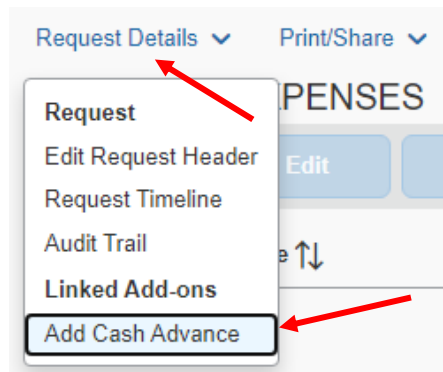 Request Details Print/Share
PENSES
Request
Edit Request Header
Edit
Request Timeline
Audit Trail
e
Linked Add-ons
Add Cash Advance